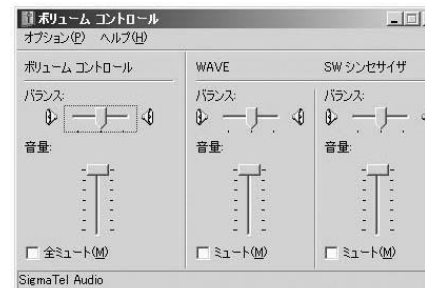 ボリューム コントロール
オプション(P) ヘルプ(H)
ボリューム コントロール
バランス:
音量:
全ミュート(M)
WAVE
バランス:
音量:
ミュート(M)
SW シンセサイザ
バランス:
音量:
ミュート(M)
SigmaTel Audio